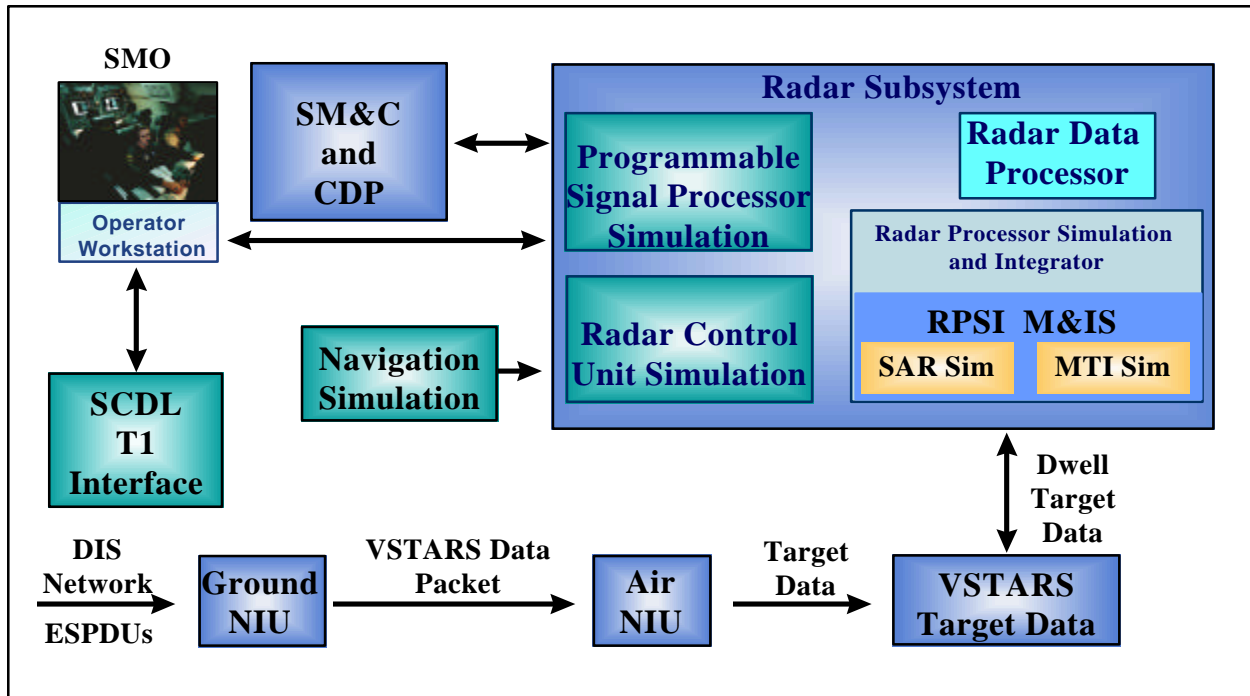 SMO
Operator
Workstation
SM&C
and
CDP
Radar Subsystem
Programmable
Signal Processor
Simulation
Radar Data
Processor
Radar Processor Simulation
and Integrator
RPSI M&IS
SAR Sim
MTI Sim
Radar Control
Unit Simulation
Navigation
Simulation
SCDL
T1
Interface
Dwell
Target
Data
DIS
Network
ESPDUs
Ground
NIU
VSTARS Data
Packet
Air
NIU
Target
Data
VSTARS
Target Data